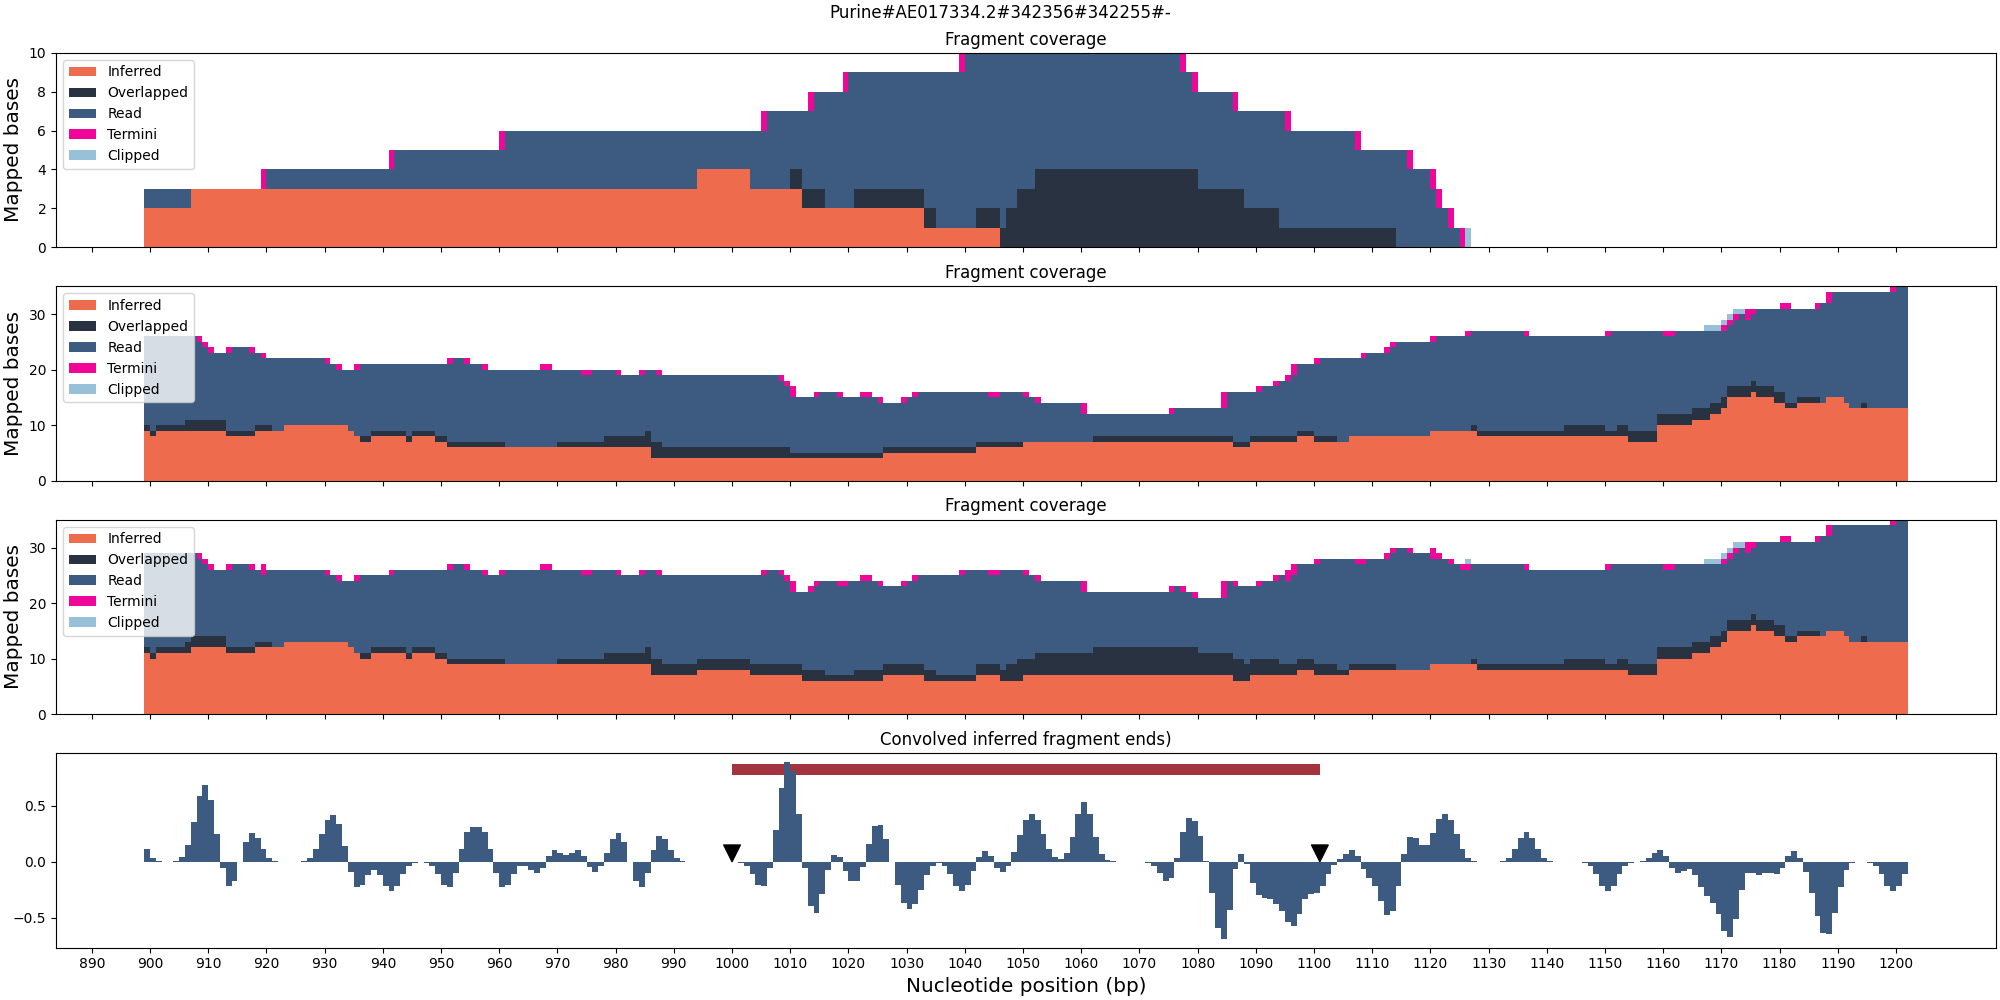 Purine#AE017334.2#342356#342255#-
Fragment coverage
Mapped bases
10
8
6
4
2
0
Inferred
Overlapped
Read
Termini
Clipped
Fragment coverage
Mapped bases
30
20
10
0
Inferred
Overlapped
Read
Termini
Clipped
Fragment coverage
Mapped bases
30
20
10
0
Inferred
Overlapped
Read
Termini
Clipped
Convolved inferred fragment ends)
0.5
0.0
−0.5
890 900 910 920 930 940 950 960 970 980 990 1000 1010 1020 1030 1040 1050 1060 1070 1080 1090 1100 1110 1120 1130 1140 1150 1160 1170 1180 1190 1200
Nucleotide position (bp)